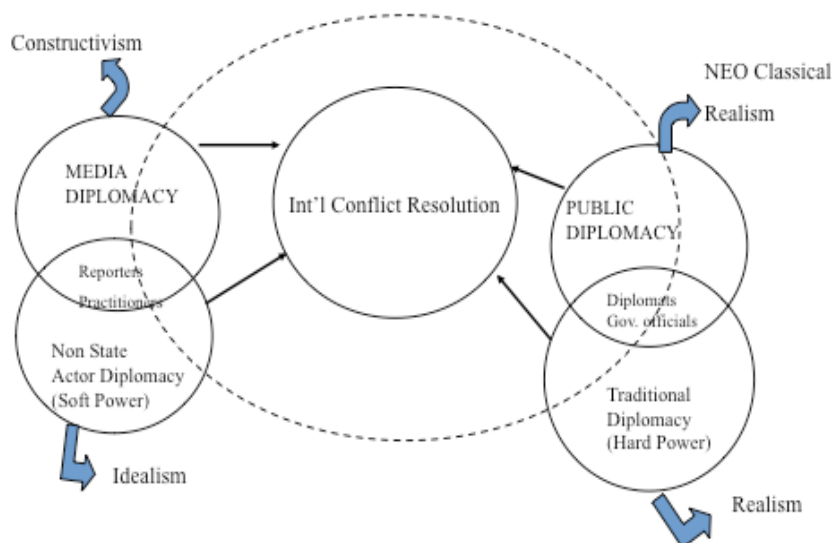 Constructivism
NEO Classical
Realism
MEDIA
DIPLOMACY
Int'l Conflict Resolution
PUBLIC
DIPLOMACY
Reporters
Practitioners
Diplomats
Gov. officials
Non State
Actor Diplomacy
(Soft Power)
Traditional
Diplomacy
(Hard Power)
Idealism
Realism